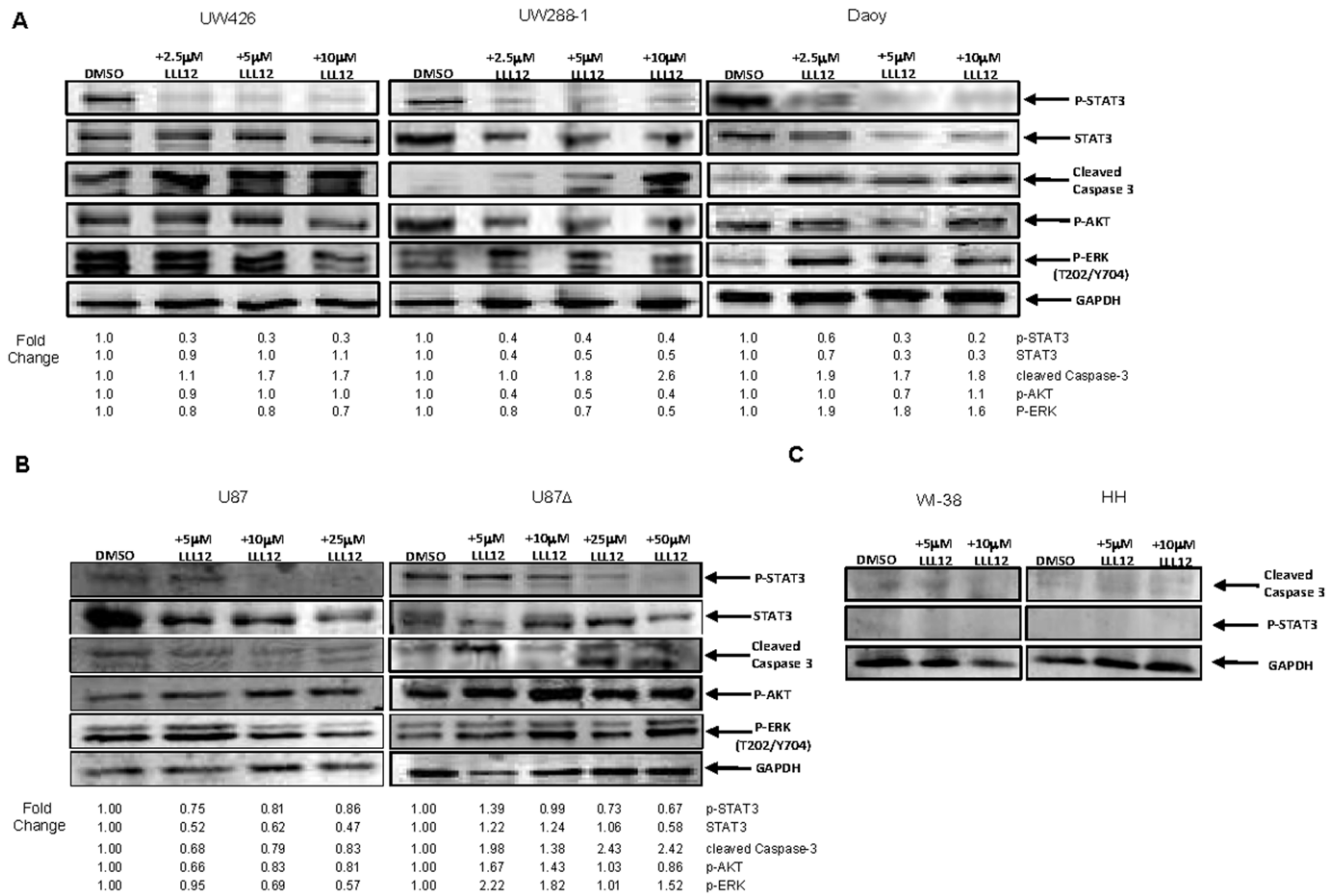 A
UW426 UW288-1 Daoy
DMSO +2.5µM LLL12 +5µM LLL12 +10µM LLL12 DMSO +2.5µM LLL12 +5µM LLL12 +10µM LLL12 DMSO +2.5µM LLL12 +5µM LLL12 +10µM LLL12
P-STAT3
STAT3
Cleaved
Caspase 3
P-AKT
P-ERK
(T202/Y704)
GAPDH
Fold
Change
1.0 0.3 0.3 0.3 1.0 0.4 0.4 0.4 1.0 0.6 0.3 0.2 p-STAT3
1.0 0.9 1.0 1.1 1.0 0.4 0.5 0.5 1.0 0.7 0.3 0.3 STAT3
1.0 1.1 1.7 1.7 1.0 1.0 1.8 2.6 1.0 1.9 1.7 1.8 cleaved Caspase-3
1.0 0.9 1.0 1.0 1.0 0.4 0.5 0.4 1.0 1.0 0.7 1.1 p-AKT
1.0 0.8 0.8 0.7 1.0 0.8 0.7 0.5 1.0 1.9 1.8 1.6 P-ERK
B
U87 U87Δ
DMSO +5µM LLL12 +10µM LLL12 +25µM LLL12 DMSO +5µM LLL12 +10µM LLL12 +25µM LLL12 +50µM LLL12
P-STAT3
STAT3
Cleaved
Caspase 3
P-AKT
P-ERK
(T202/Y704)
GAPDH
Fold
Change
1.00 0.75 0.81 0.86 1.00 1.39 0.99 0.73 0.67 p-STAT3
1.00 0.52 0.62 0.47 1.00 1.22 1.24 1.06 0.58 STAT3
1.00 0.68 0.79 0.83 1.00 1.98 1.38 2.43 2.42 cleaved Caspase-3
1.00 0.66 0.83 0.81 1.00 1.67 1.43 1.03 0.86 p-AKT
1.00 0.95 0.69 0.57 1.00 2.22 1.82 1.01 1.52 p-ERK
C
WI-38 HH
DMSO +5µM LLL12 +10µM LLL12 DMSO +5µM LLL12 +10µM LLL12
Cleaved
Caspase 3
P-STAT3
GAPDH